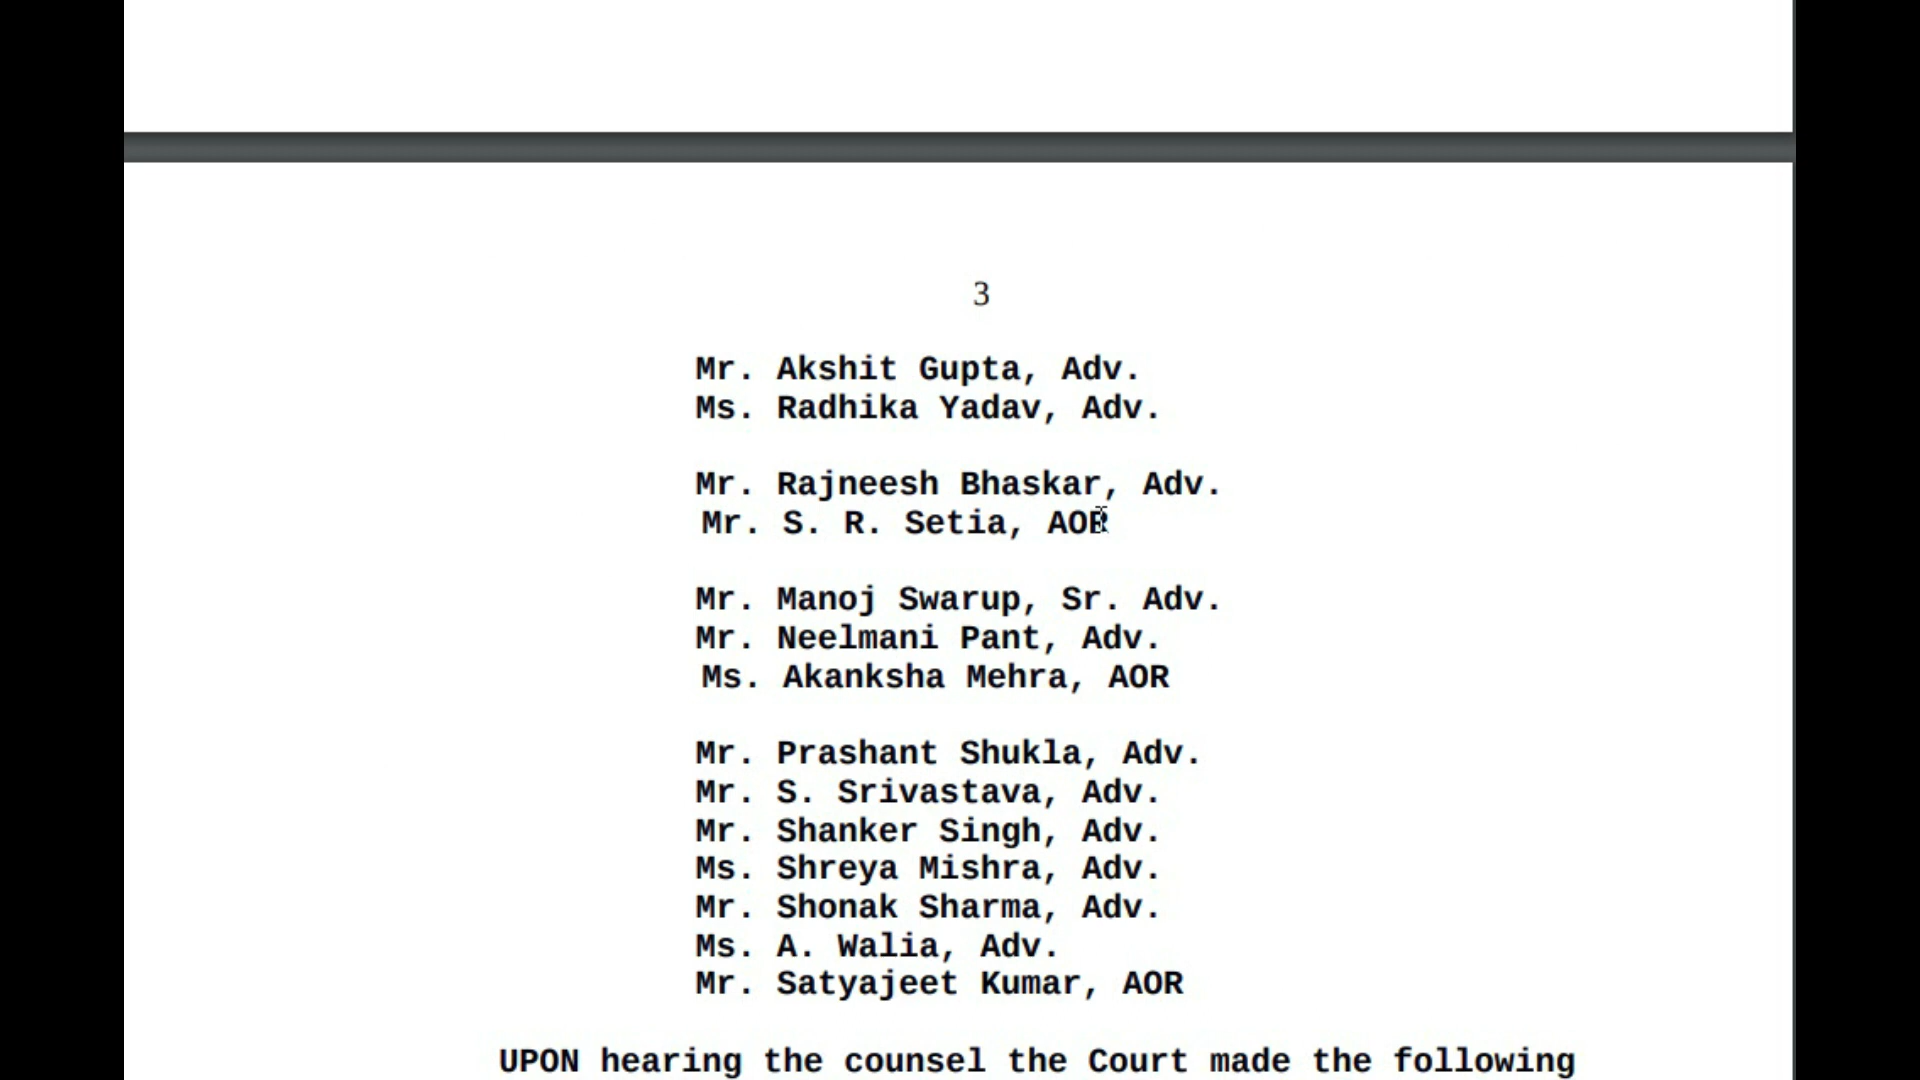 3
Mr. Akshit Gupta, Adv.
Ms. Radhika Yadav, Adv.
Mr. Rajneesh Bhaskar, Adv.
Mr. S. R. Setia, AOR
Mr. Manoj Swarup, Sr. Adv.
Mr. Neelmani Pant, Adv.
Ms. Akanksha Mehra, AOR
Mr. Prashant Shukla, Adv.
Mr. S. Srivastava, Adv.
Mr. Shanker Singh, Adv.
Ms. Shreya Mishra, Adv.
Mr. Shonak Sharma, Adv.
Ms. A. Walia, Adv.
Mr. Satyajeet Kumar, AOR
UPON hearing the counsel the Court made the following